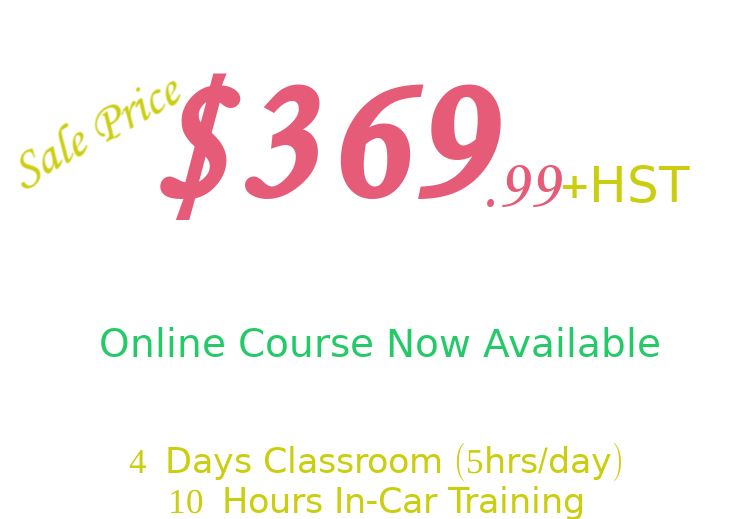 Sale Price
$369.99+HST
Online Course Now Available
4 Days Classroom (5hrs/day)
10 Hours In-Car Training